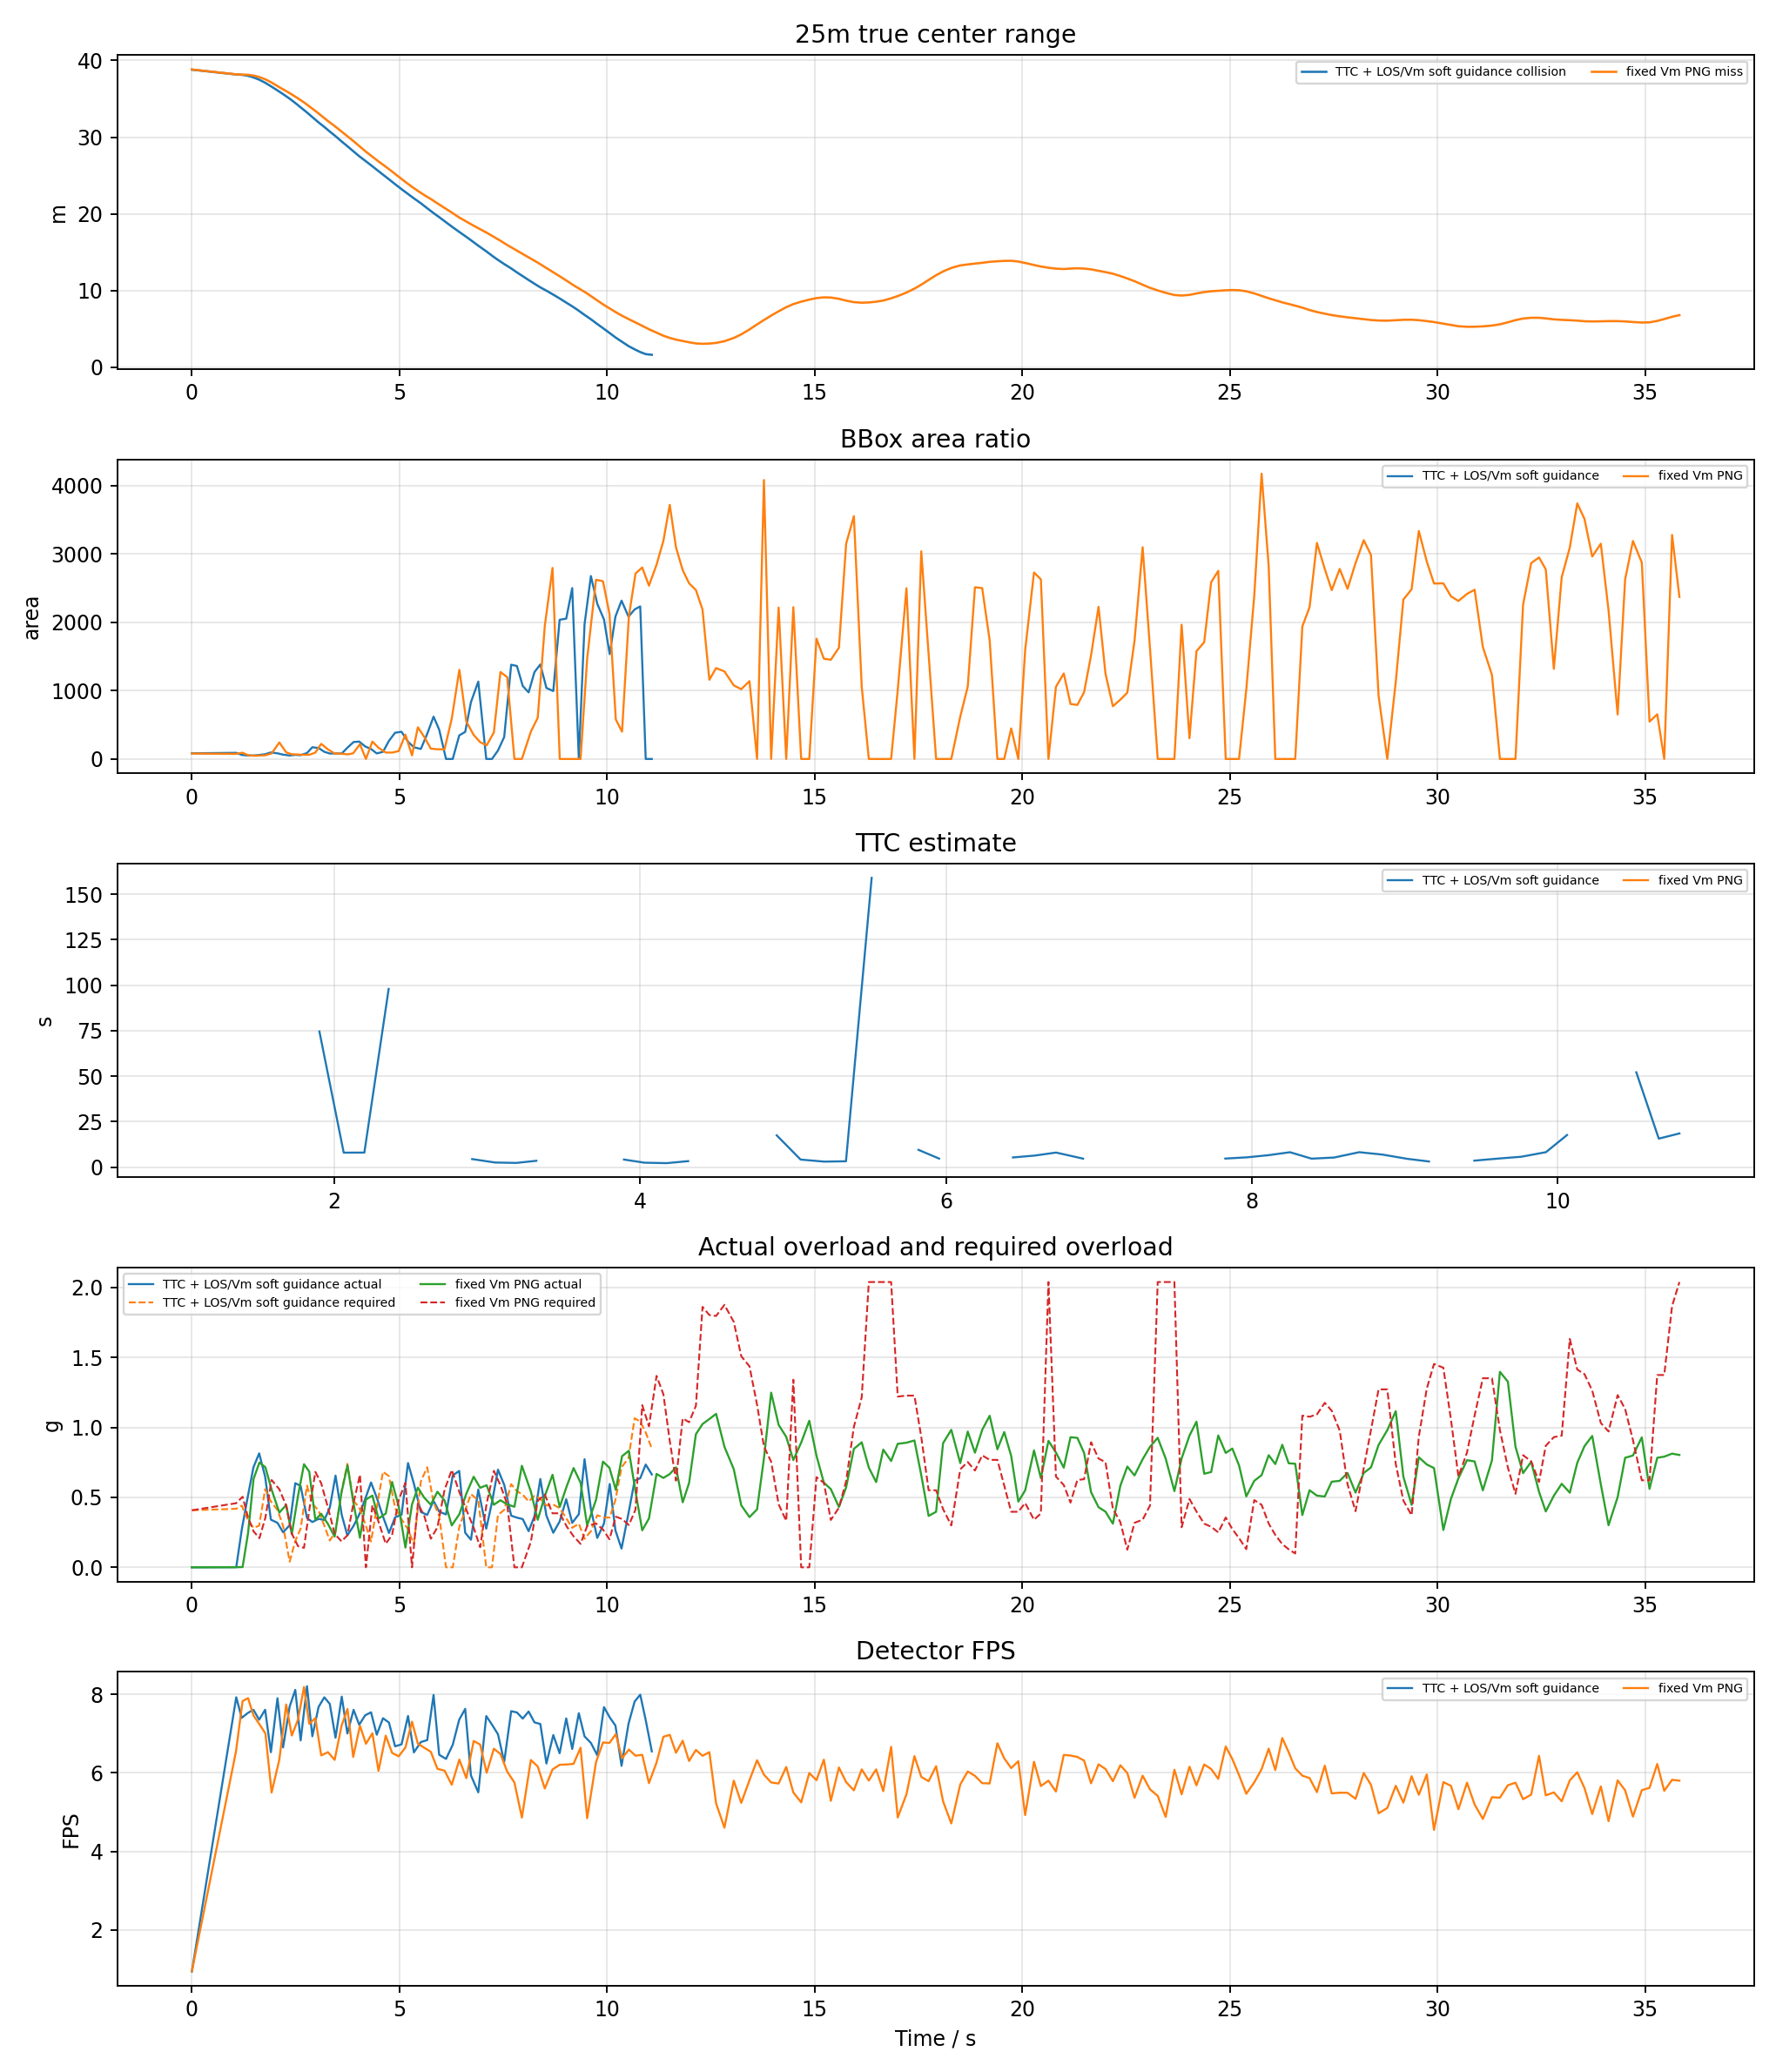 25m true center range
TTC + LOS/Vm soft guidance collision fixed Vm PNG miss
40
30
20
10
0
m
0 5 10 15 20 25 30 35
BBox area ratio
TTC + LOS/Vm soft guidance fixed Vm PNG
4000
3000
2000
1000
0
area
0 5 10 15 20 25 30 35
TTC estimate
TTC + LOS/Vm soft guidance fixed Vm PNG
150
125
100
75
50
25
0
s
2 4 6 8 10
Actual overload and required overload
TTC + LOS/Vm soft guidance actual fixed Vm PNG actual
TTC + LOS/Vm soft guidance required fixed Vm PNG required
2.0
1.5
1.0
0.5
0.0
g
0 5 10 15 20 25 30 35
Detector FPS
TTC + LOS/Vm soft guidance fixed Vm PNG
8
6
4
2
FPS
0 5 10 15 20 25 30 35
Time / s